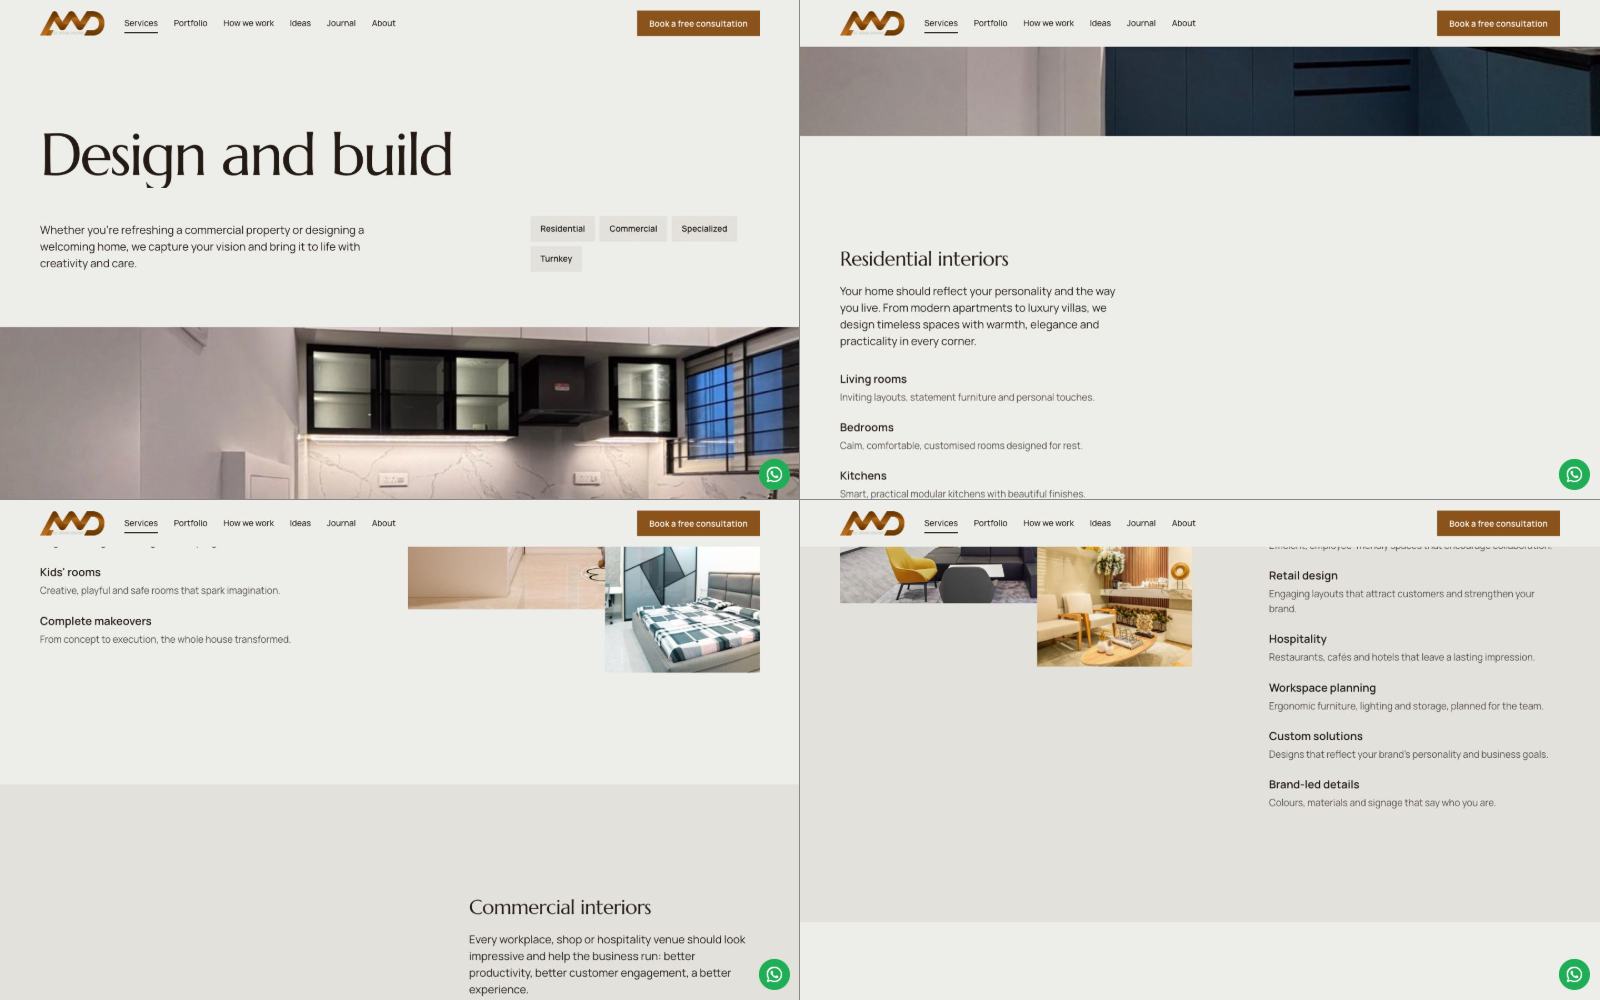 Services Portfolio How we work Ideas Journal About Book a free consultation
Design and build
Whether you're refreshing a commercial property or designing a
welcoming home, we capture your vision and bring it to life with
creativity and care.
Residential Commercial Specialized
Turnkey
Services Portfolio How we work Ideas Journal About Book a free consultation
Residential interiors
Your home should reflect your personality and the way
you live. From modern apartments to luxury villas, we
design timeless spaces with warmth, elegance and
practicality in every corner.
Living rooms
Inviting layouts, statement furniture and personal touches.
Bedrooms
Calm, comfortable, customised rooms designed for rest.
Kitchens
Smart, practical modular kitchens with beautiful finishes.
Services Portfolio How we work Ideas Journal About Book a free consultation
Kids' rooms
Creative, playful and safe rooms that spark imagination.
Complete makeovers
From concept to execution, the whole house transformed.
Commercial interiors
Every workplace, shop or hospitality venue should look
impressive and help the business run: better
productivity, better customer engagement, a better
experience.
Services Portfolio How we work Ideas Journal About Book a free consultation
Efficient, employee-friendly spaces that encourage collaboration.
Retail design
Engaging layouts that attract customers and strengthen your
brand.
Hospitality
Restaurants, cafés and hotels that leave a lasting impression.
Workspace planning
Ergonomic furniture, lighting and storage, planned for the team.
Custom solutions
Designs that reflect your brand's personality and business goals.
Brand-led details
Colours, materials and signage that say who you are.